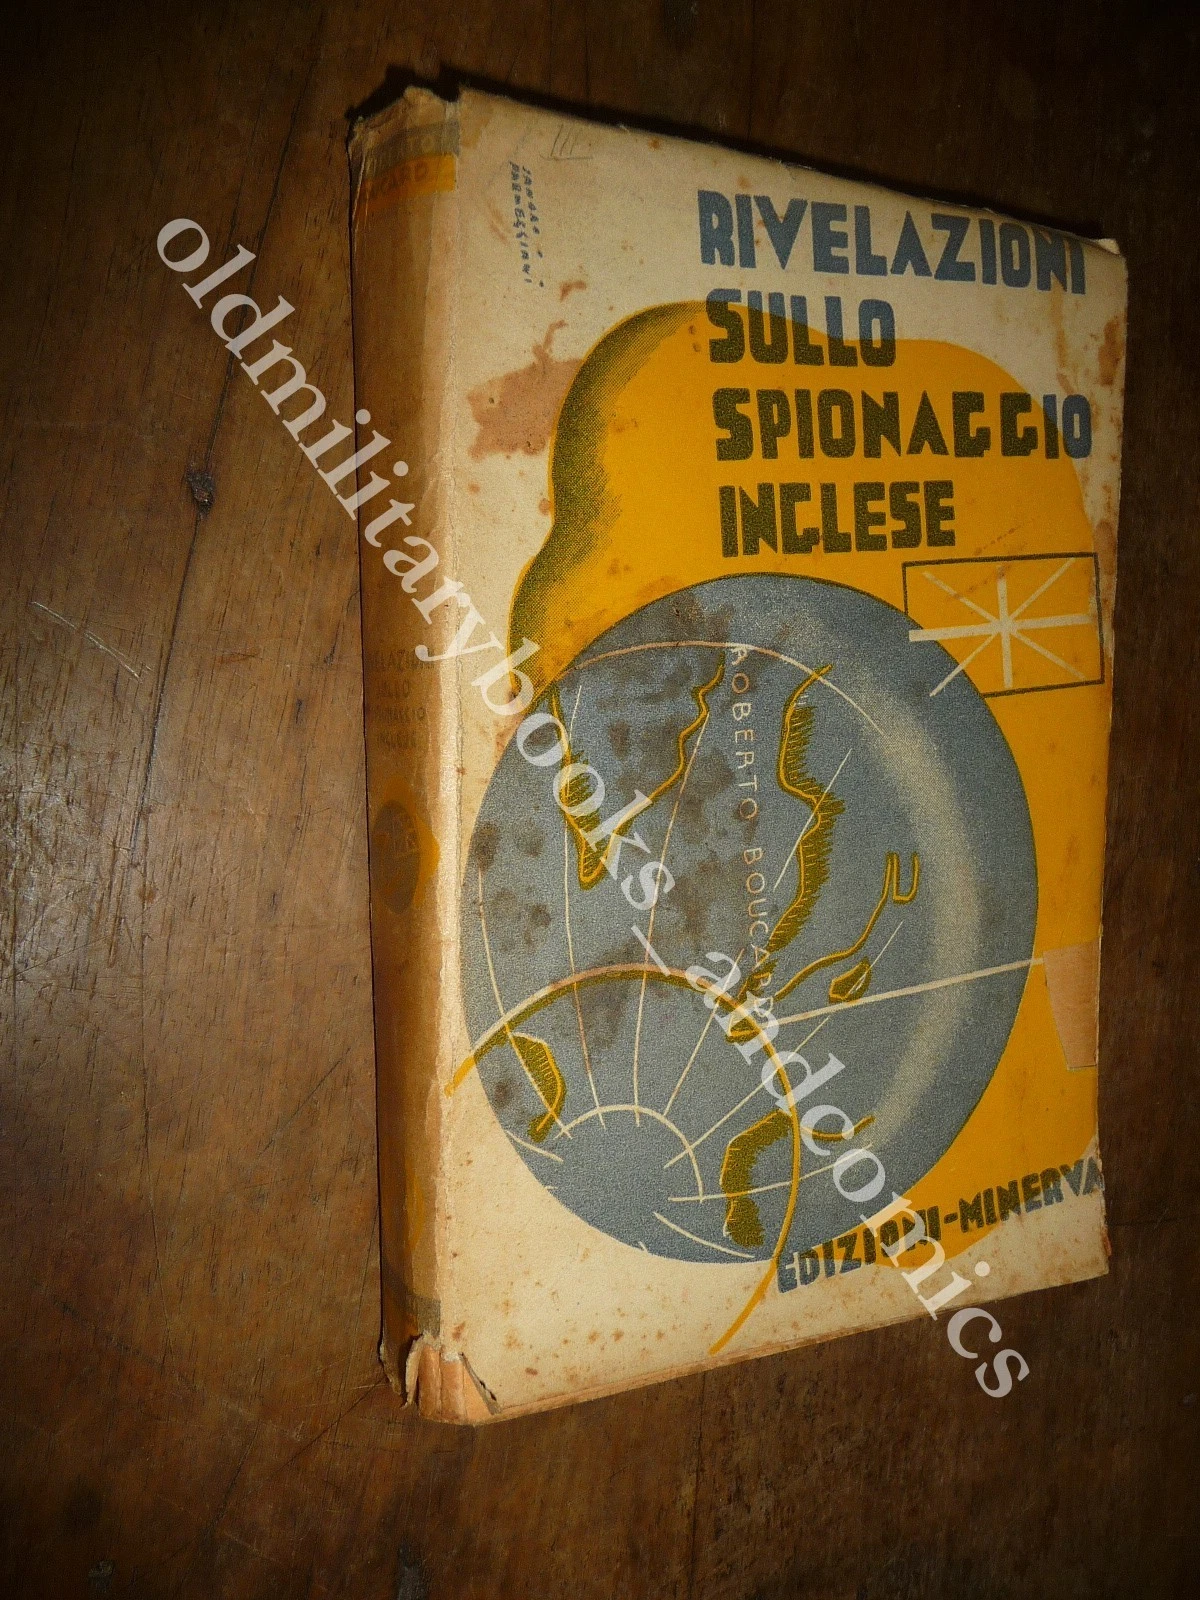 RIVELAZIONI
SULLO
SPIONAGGIO
INGLESE
ROBERTO BOUCARD
EDIZIONI-MINERVA
oldmilitarybooks_andcomics